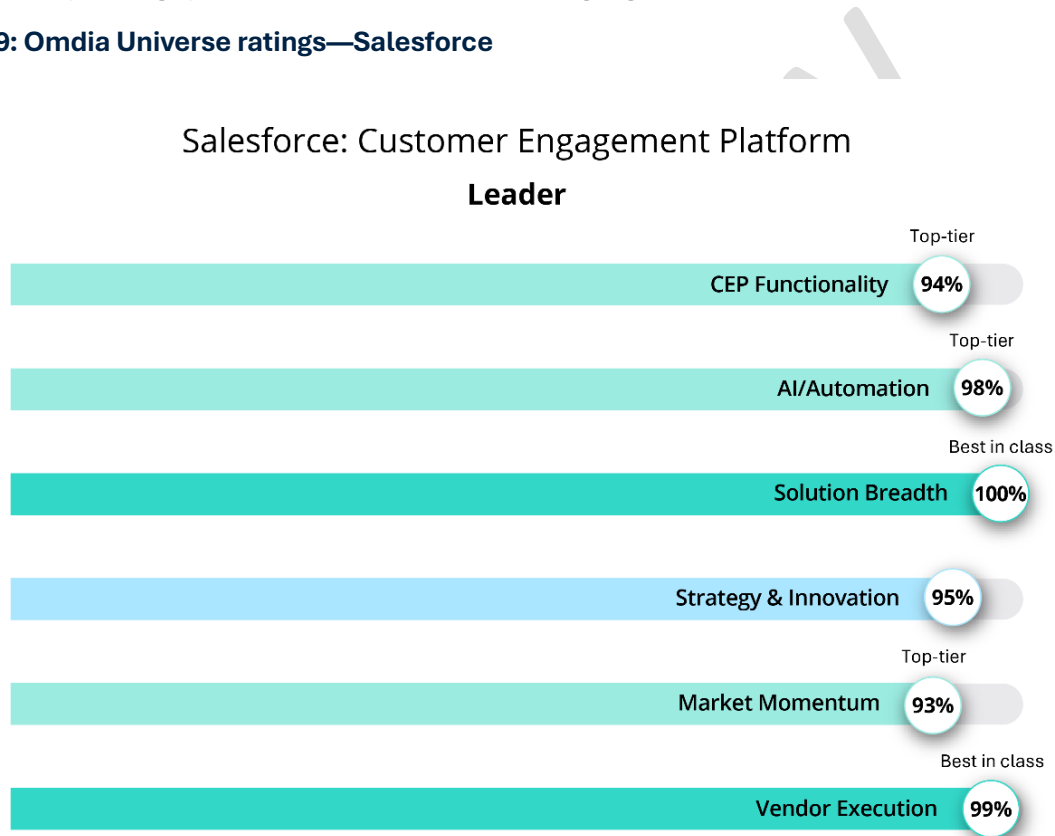 9: Omdia Universe ratings—Salesforce
Salesforce: Customer Engagement Platform
Leader
Top-tier
CEP Functionality 94%
Top-tier
AI/Automation 98%
Best in class
Solution Breadth 100%
Strategy & Innovation 95%
Top-tier
Market Momentum 93%
Best in class
Vendor Execution 99%